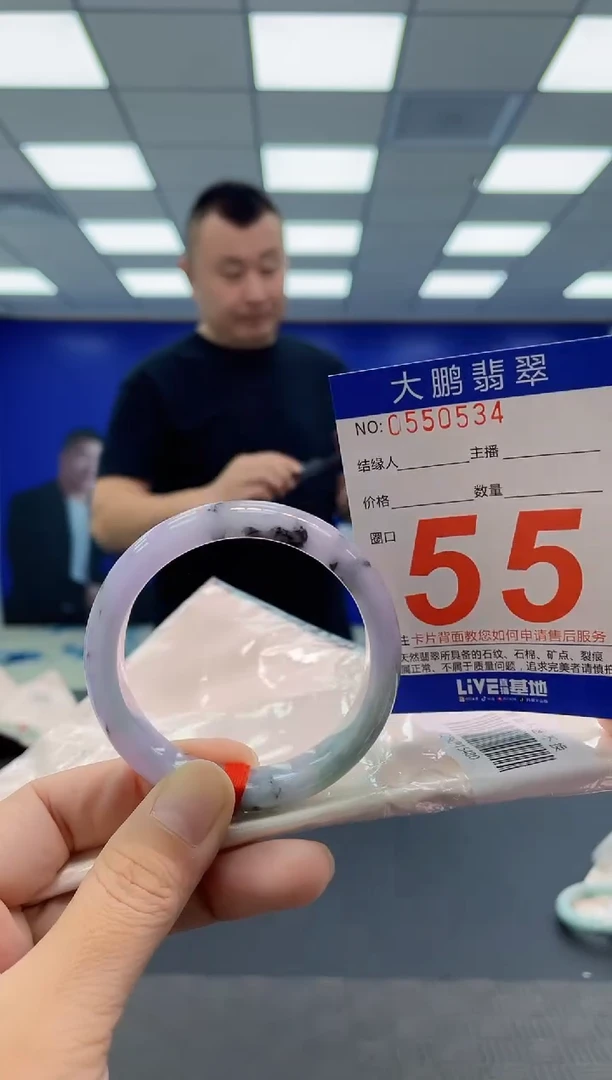 大鹏翡翠
NO: 0550534
结缘人 主播
价格 数量
圈口 55
卡片背面教您如何申请售后服务
天然翡翠所具备的石纹、石棉、矿点、裂痕
属正常，不属于质量问题，追求完美者请慎拍
LiVE 基地